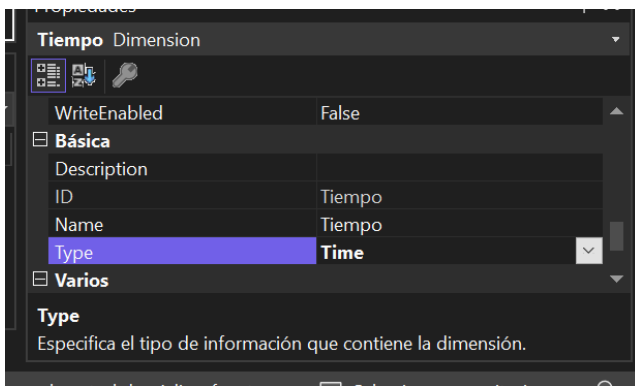 Propiedades
Tiempo Dimension
WriteEnabled False
Básica
Description
ID Tiempo
Name Tiempo
Type Time
Varios
Type
Especifica el tipo de información que contiene la dimensión.